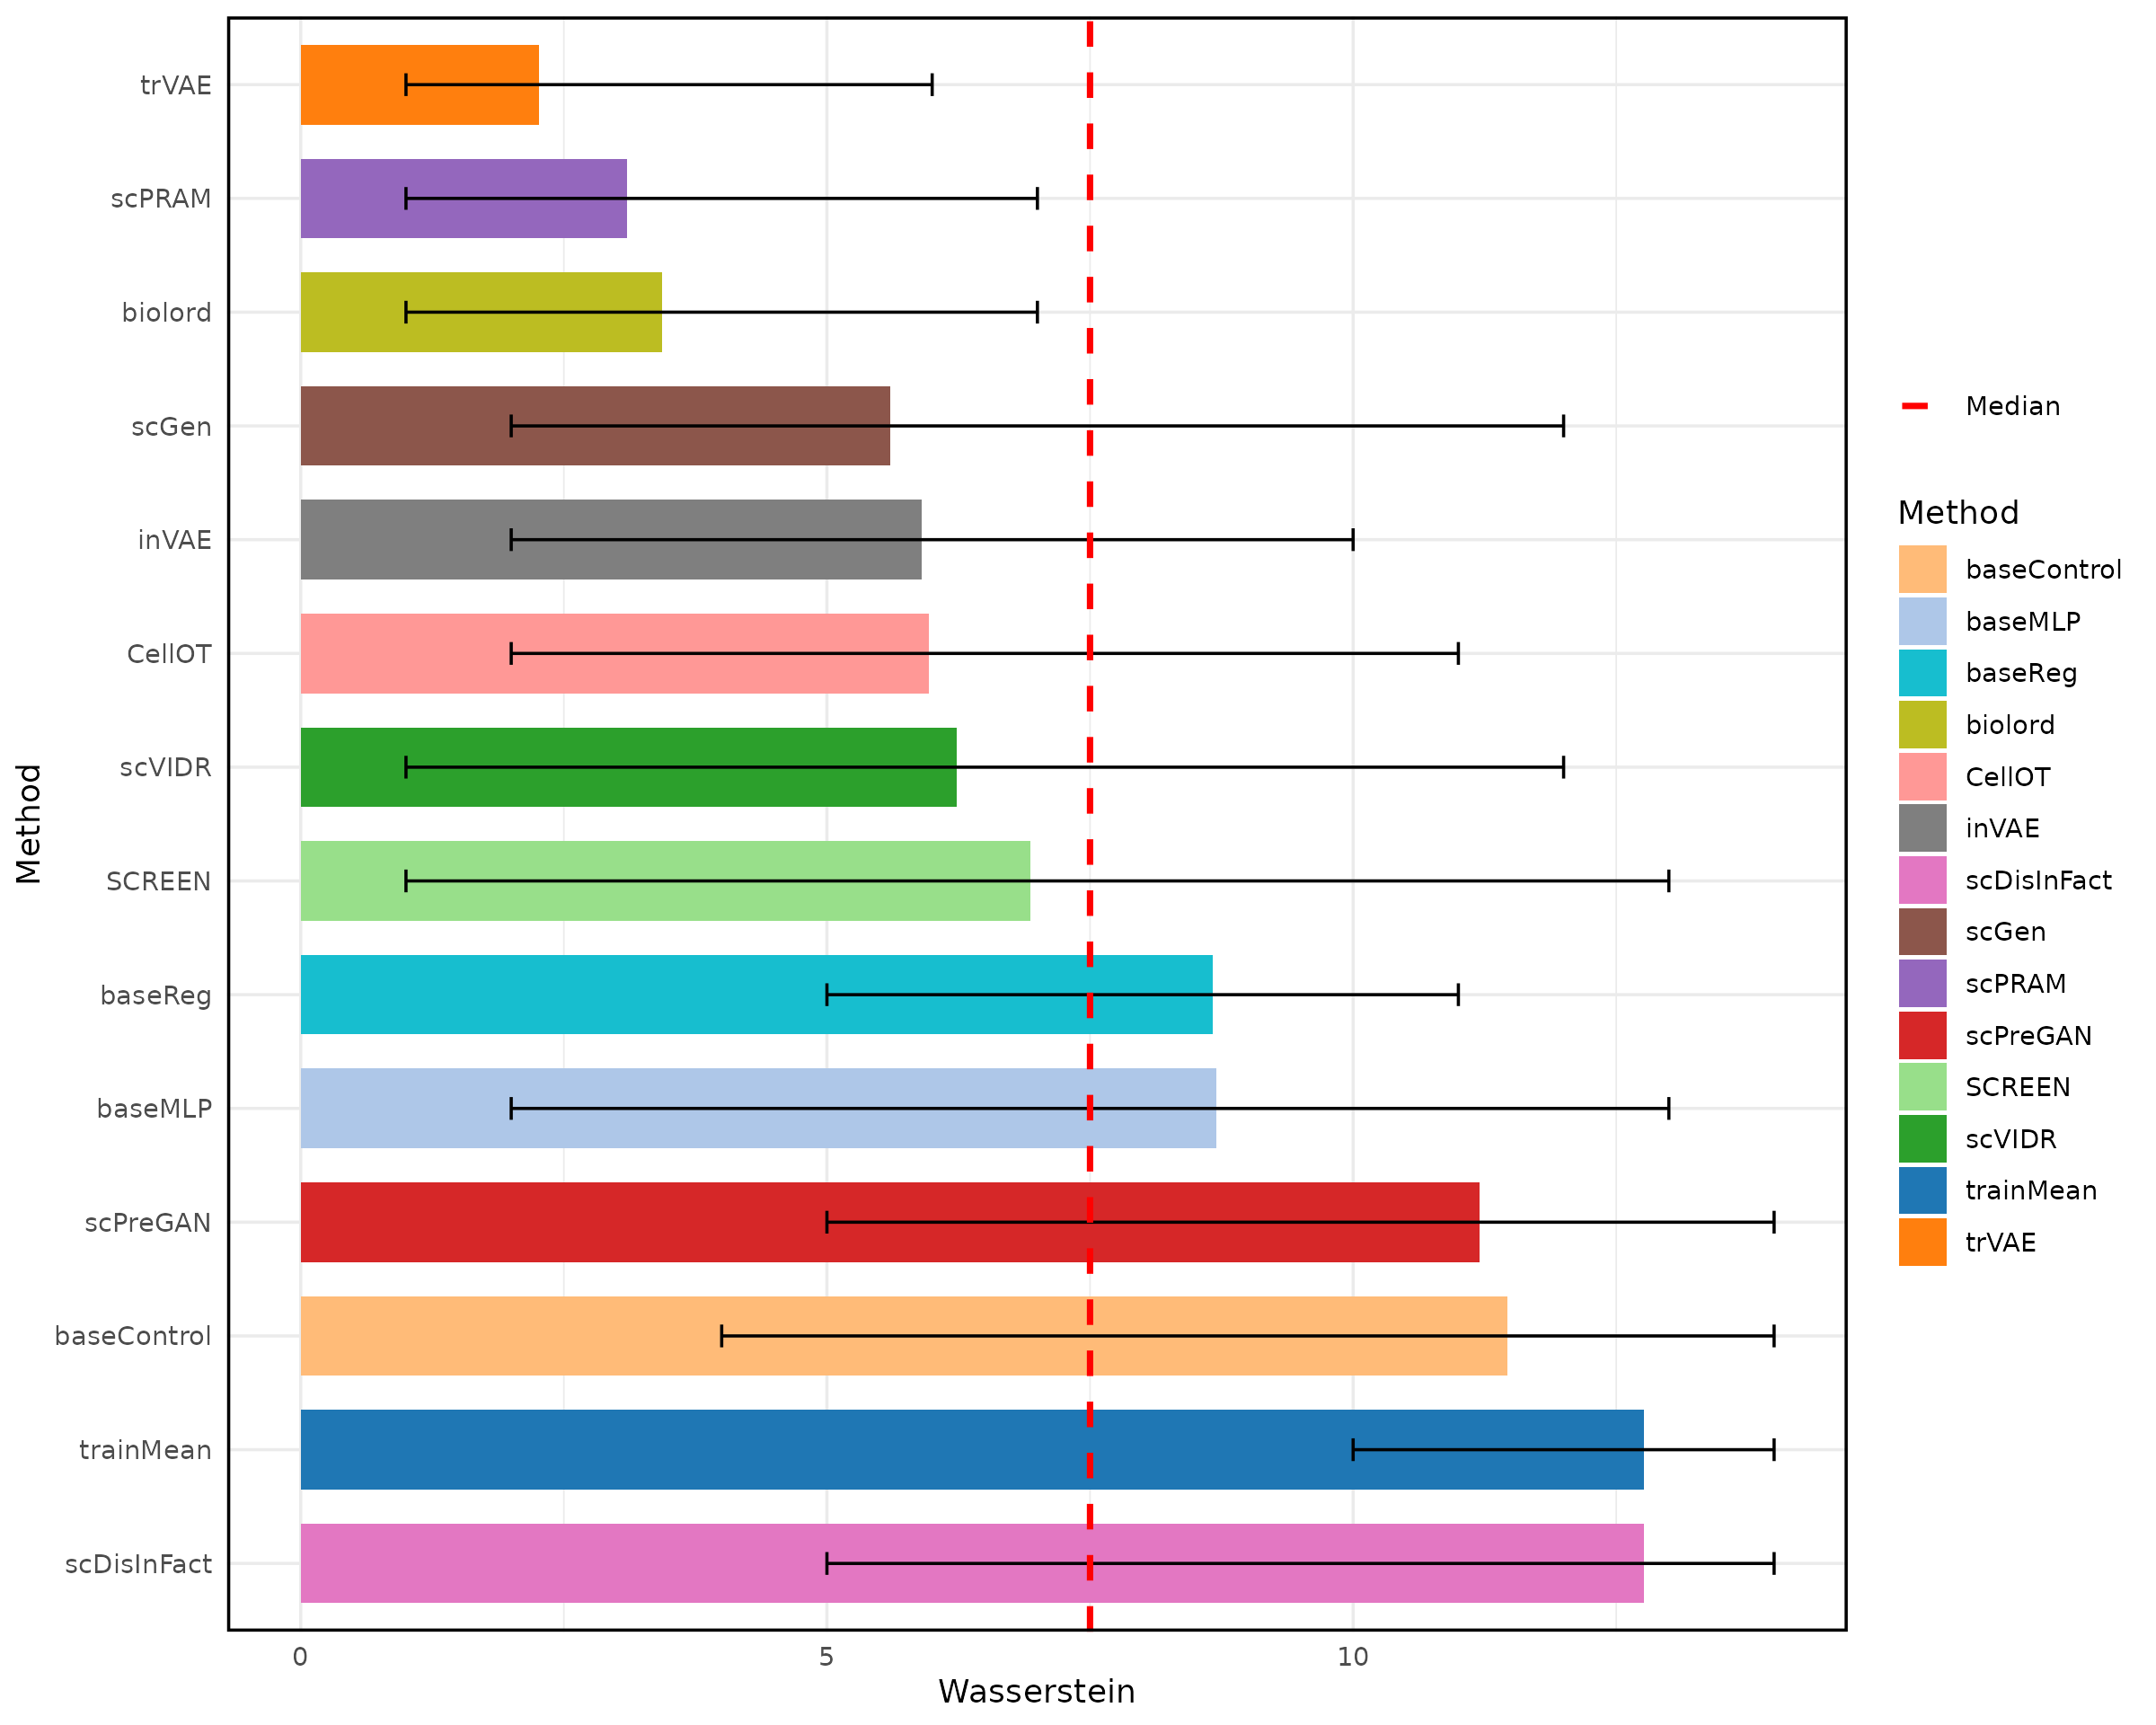 trVAE
scPRAM
biolord
scGen
inVAE
CellOT
scVIDR
SCREEN
baseReg
baseMLP
scPreGAN
baseControl
trainMean
scDisInFact
Method
0 5 10
Wasserstein
Median
Method
baseControl
baseMLP
baseReg
biolord
CellOT
inVAE
scDisInFact
scGen
scPRAM
scPreGAN
SCREEN
scVIDR
trainMean
trVAE